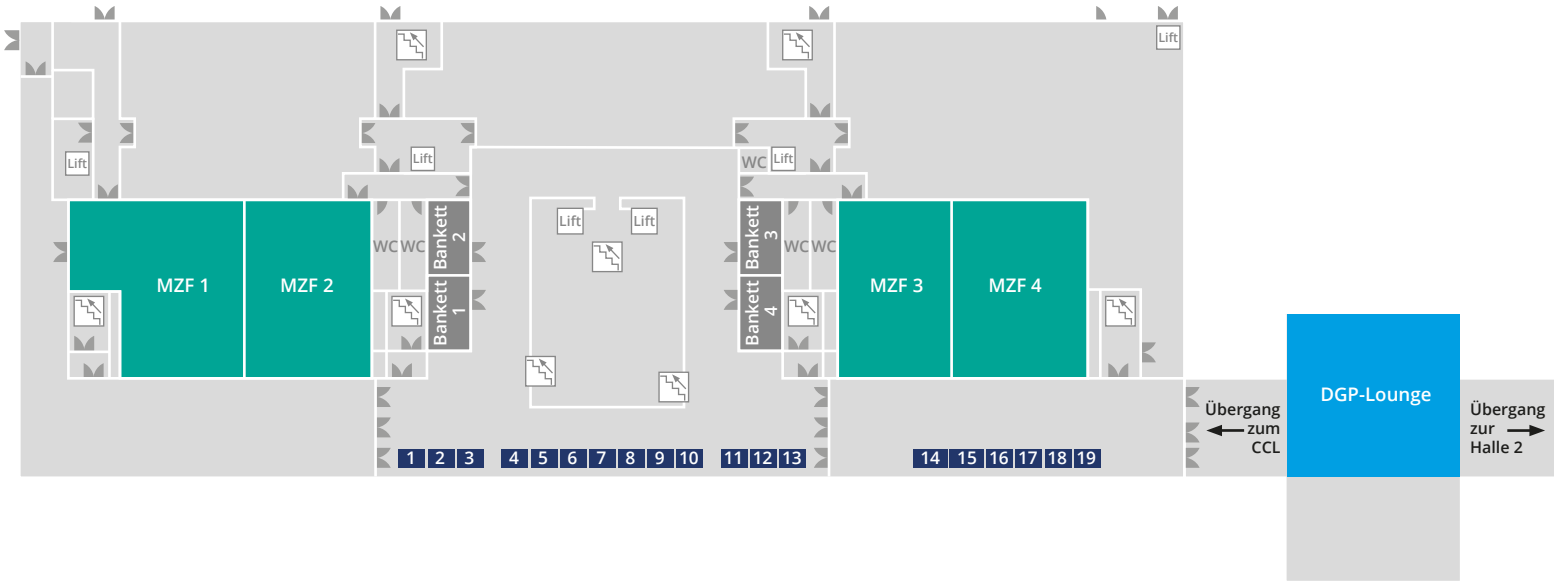 Lift
Lift
Lift
WC
Lift
Lift
Lift
WC
WC
Bankett
2
Bankett
3
WC
WC
MZF 1
MZF 2
MZF 3
MZF 4
Bankett
1
Bankett
4
DGP-Lounge
Übergang
zum
CCL
Übergang
zur
Halle 2
1 2 3 4 5 6 7 8 9 10 11 12 13 14 15 16 17 18 19